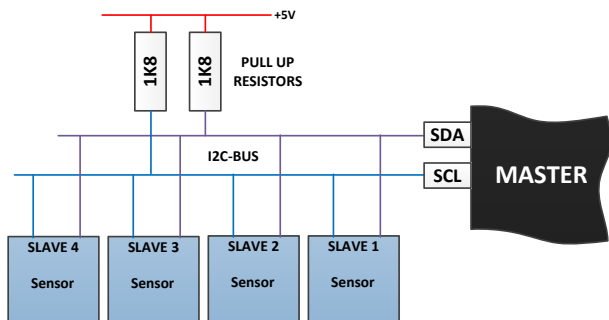 +5V
1K8
1K8
PULL UP
RESISTORS
SDA
I2C-BUS
SCL
MASTER
SLAVE 4
Sensor
SLAVE 3
Sensor
SLAVE 2
Sensor
SLAVE 1
Sensor